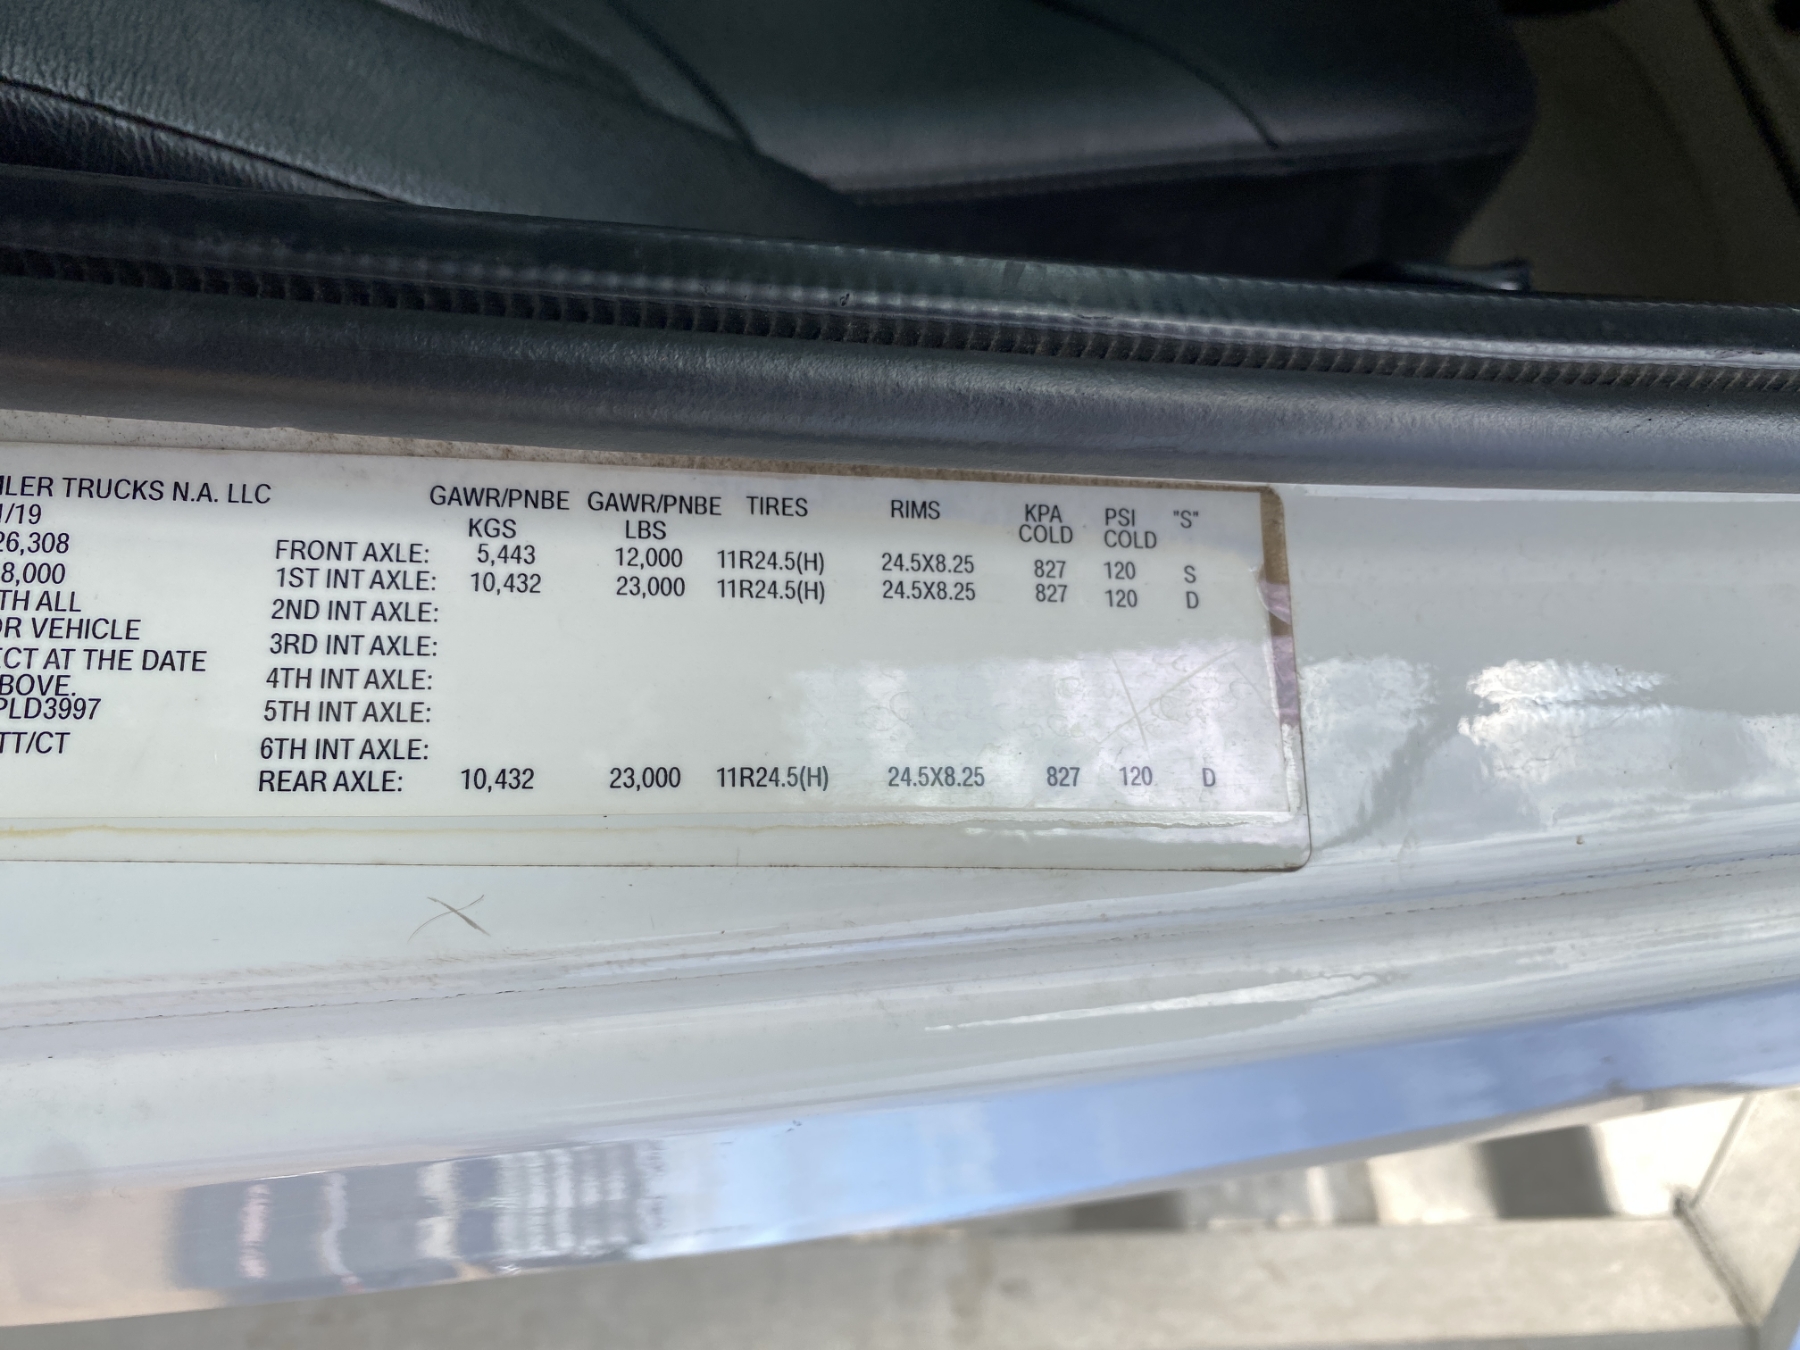 ILER TRUCKS N.A. LLC
/19
26,308
8,000
TH ALL
OR VEHICLE
ECT AT THE DATE
BOVE.
PLD3997
TT/CT
GAWR/PNBE GAWR/PNBE TIRES RIMS KPA PSI "S"
KGS LBS COLD COLD
FRONT AXLE: 5,443 12,000 11R24.5(H) 24.5X8.25 827 120 S
1ST INT AXLE: 10,432 23,000 11R24.5(H) 24.5X8.25 827 120 D
2ND INT AXLE:
3RD INT AXLE:
4TH INT AXLE:
5TH INT AXLE:
6TH INT AXLE:
REAR AXLE: 10,432 23,000 11R24.5(H) 24.5X8.25 827 120 D